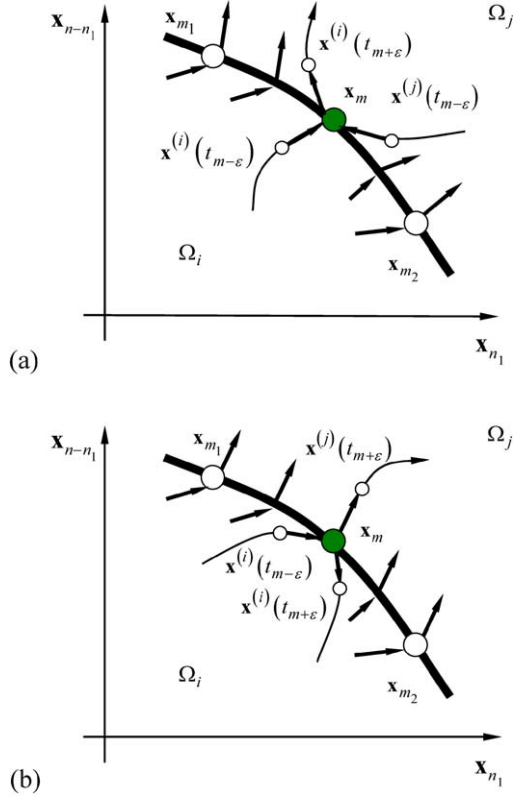 x_{n-n_1}
x_{m_1}
x^{(i)}(t_{m+ε})
Ω_j
x_m
x^{(j)}(t_{m-ε})
x^{(i)}(t_{m-ε})
Ω_i
x_{m_2}
(a)
x_{n_1}
x_{n-n_1}
x_{m_1}
x^{(j)}(t_{m+ε})
Ω_j
x_m
x^{(i)}(t_{m-ε})
x^{(i)}(t_{m+ε})
Ω_i
x_{m_2}
(b)
x_{n_1}